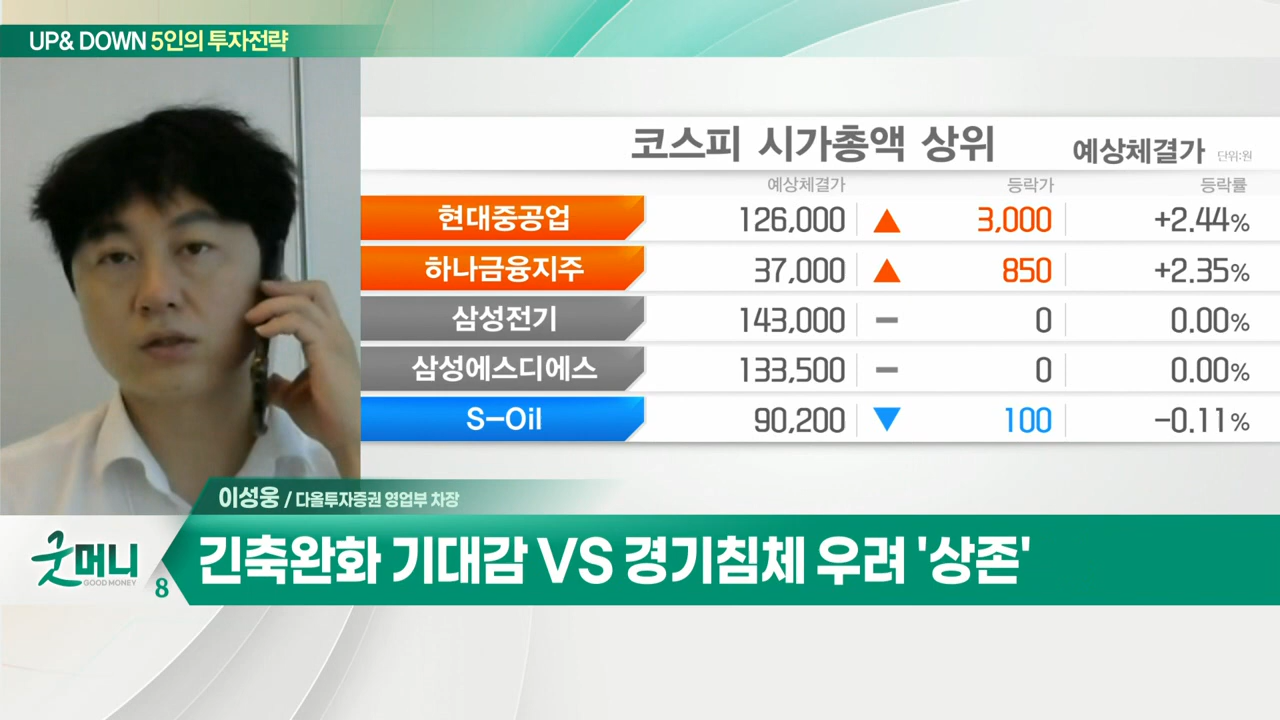 UP& DOWN 5인의 투자전략
코스피 시가총액 상위 예상체결가 단위:원
예상체결가 등락가 등락률
현대중공업 126,000 ▲ 3,000 +2.44%
하나금융지주 37,000 ▲ 850 +2.35%
삼성전기 143,000 － 0 0.00%
삼성에스디에스 133,500 － 0 0.00%
S-Oil 90,200 ▼ 100 -0.11%
이성웅 / 다올투자증권 영업부 차장
굿머니 GOOD MONEY 8
긴축완화 기대감 VS 경기침체 우려 '상존'